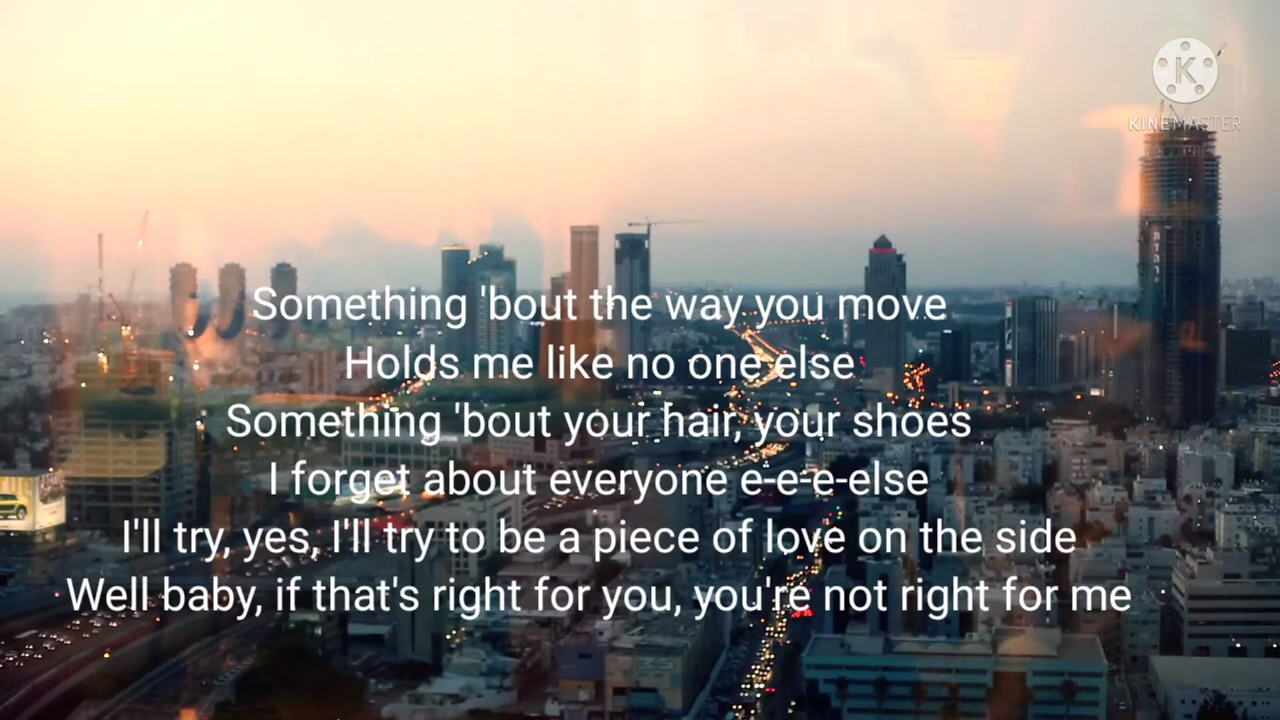 KINEMASTER
Something 'bout the way you move
Holds me like no one else
Something 'bout your hair, your shoes
I forget about everyone e-e-e-else
I'll try, yes, I'll try to be a piece of love on the side
Well baby, if that's right for you, you're not right for me